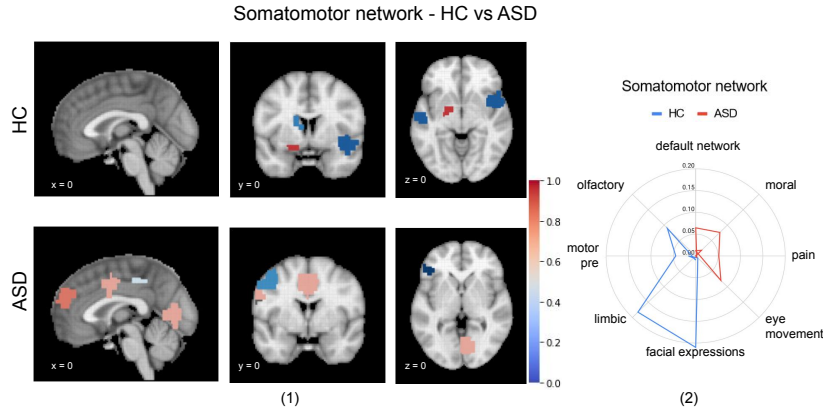 Somatomotor network - HC vs ASD
HC
x = 0
y = 0
z = 0
ASD
x = 0
y = 0
z = 0
1.0
0.8
0.6
0.4
0.2
0.0
(1)
Somatomotor network
HC ASD
default network
0.20
0.15
0.10
0.05
0.00
olfactory
moral
motor
pre
pain
limbic
eye
movement
facial expressions
(2)